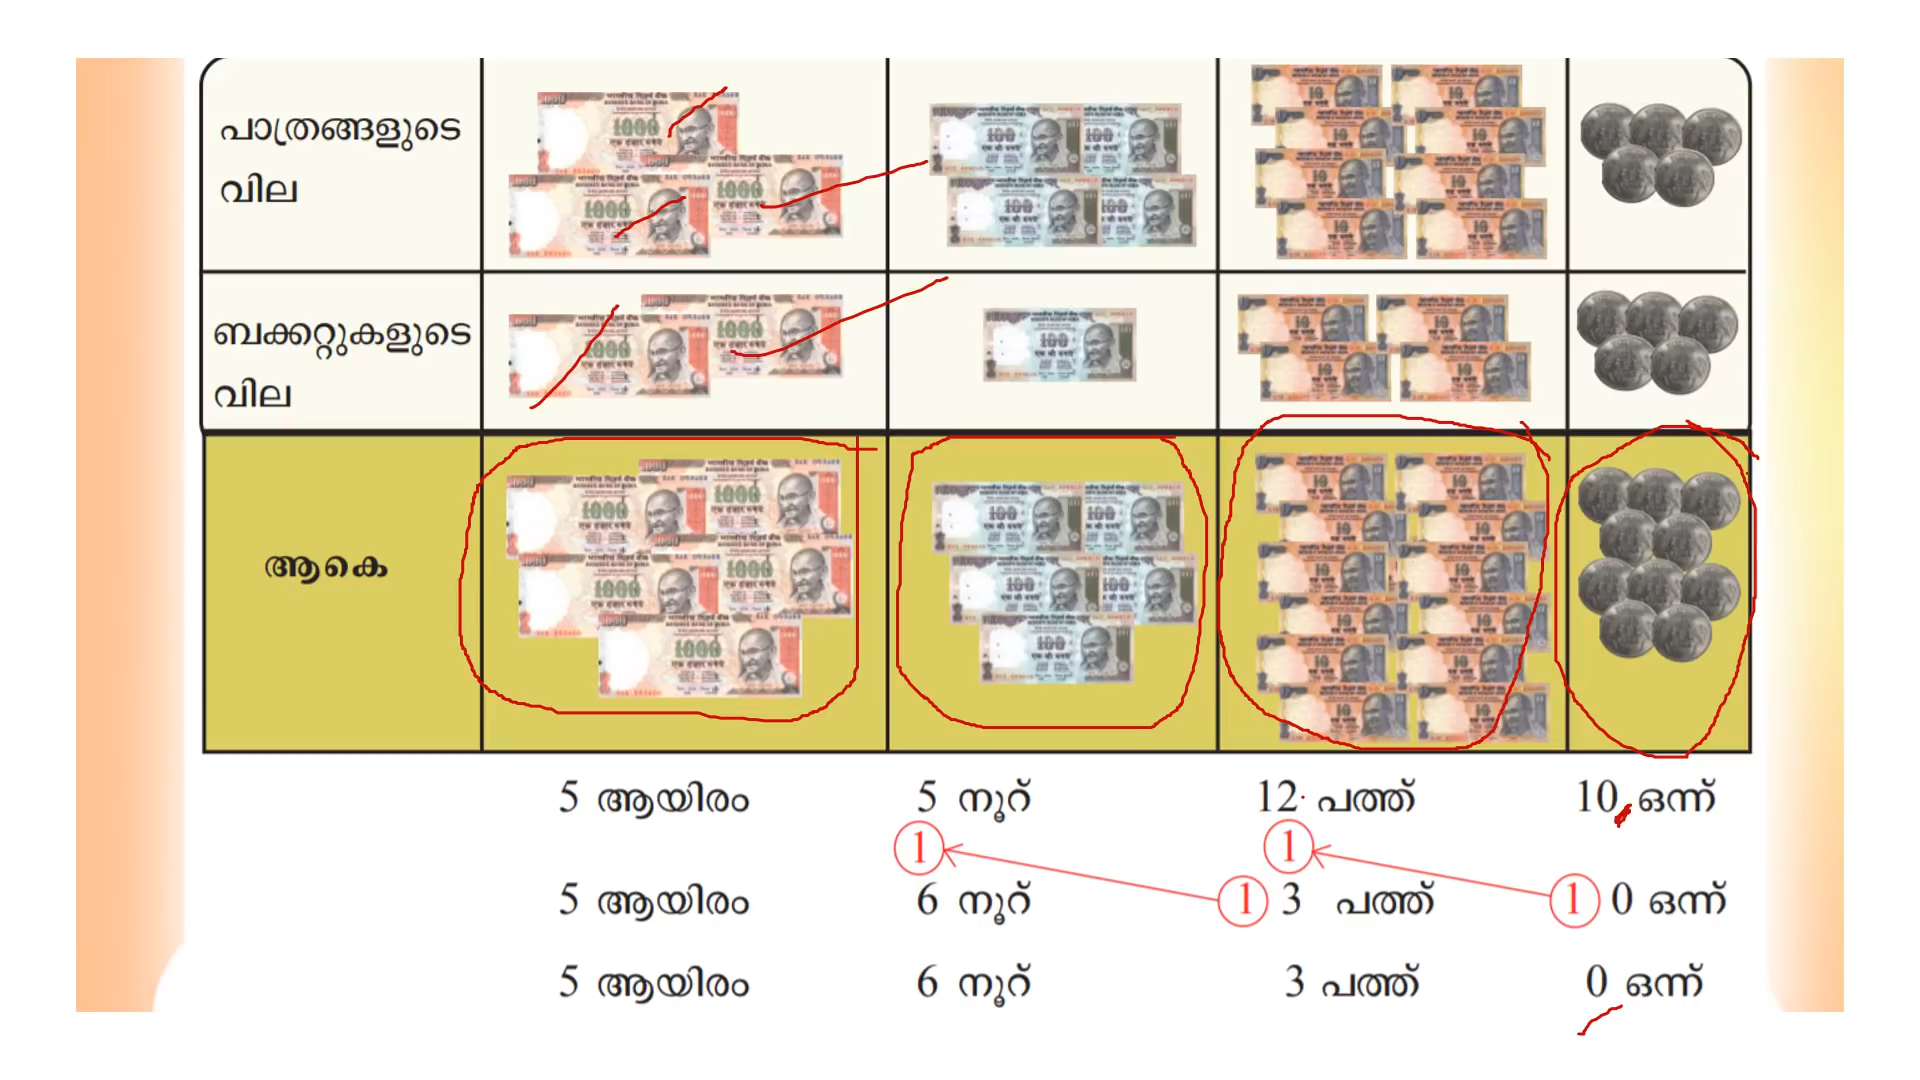 പാത്രങ്ങളുടെ
വില
ബക്കറ്റുകളുടെ
വില
ആകെ
5 ആയിരം 5 നൂറ് 12 പത്ത് 10 ഒന്ന്
1 1
5 ആയിരം 6 നൂറ് 1 3 പത്ത് 1 0 ഒന്ന്
5 ആയിരം 6 നൂറ് 3 പത്ത് 0 ഒന്ന്